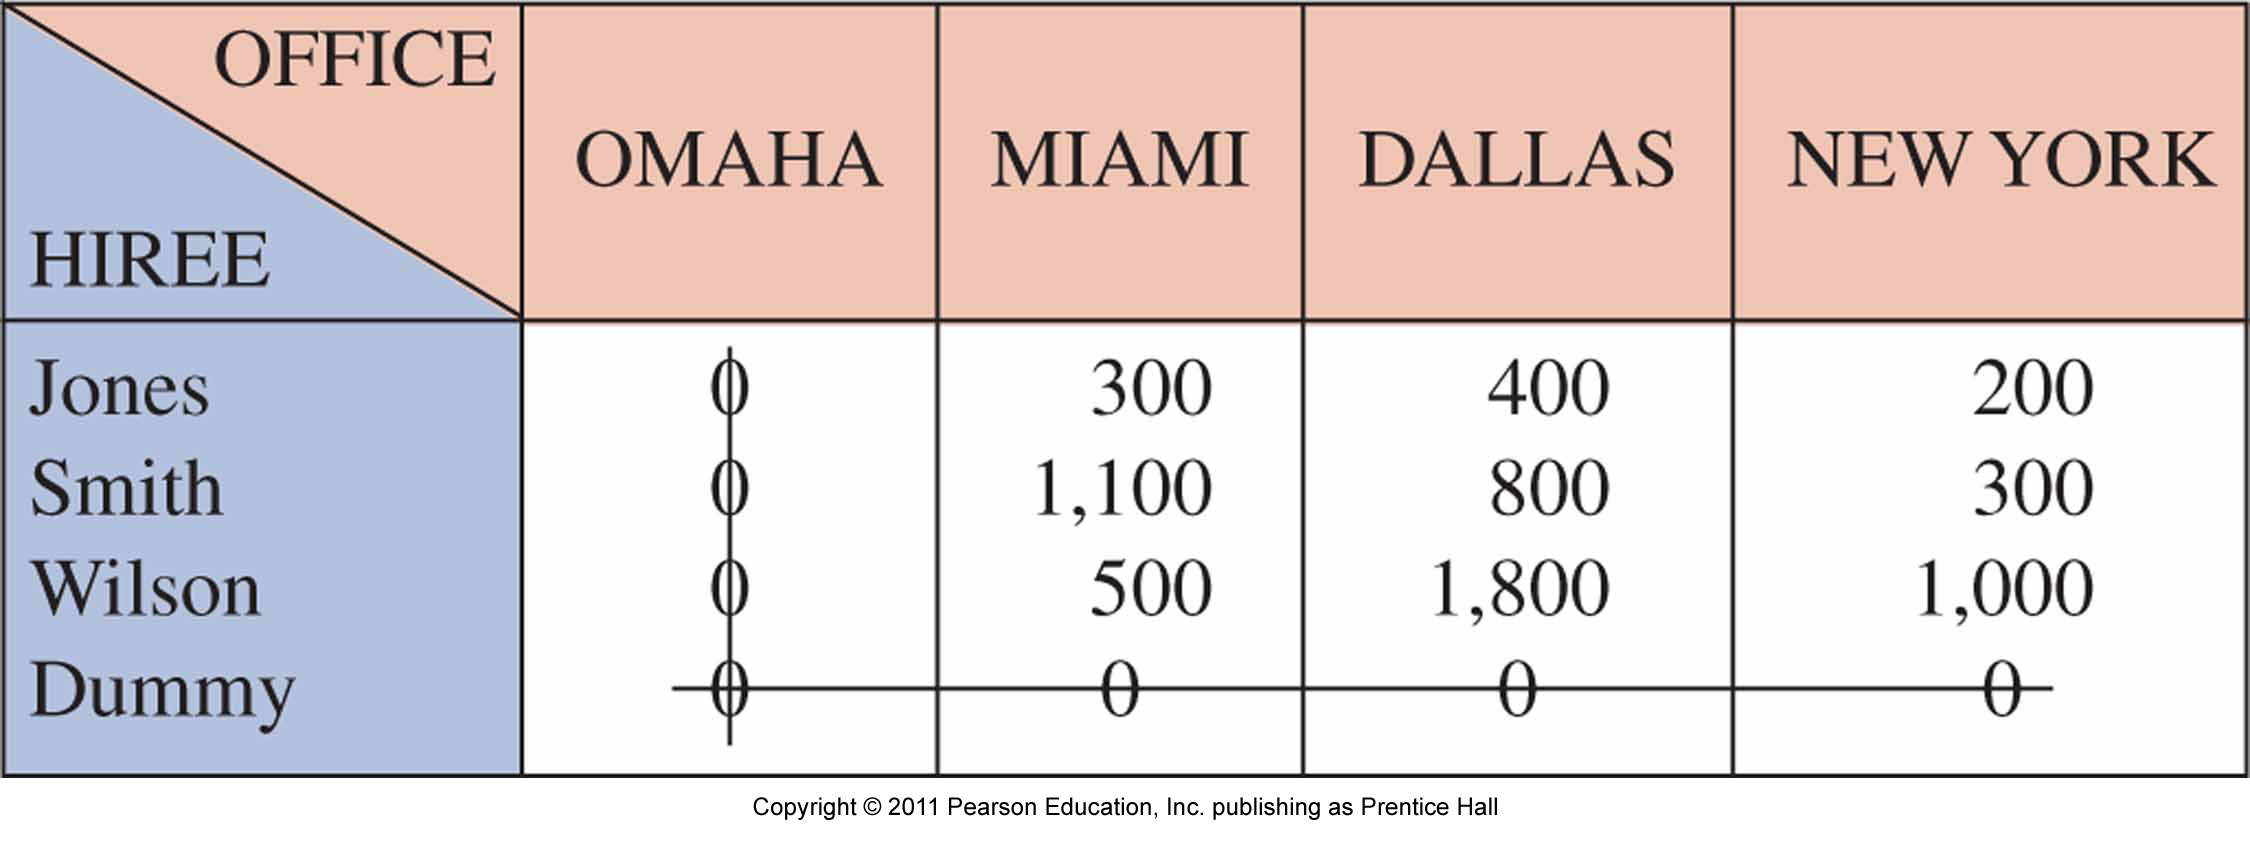 OFFICE
HIREE
OMAHA MIAMI DALLAS NEW YORK
Jones 0 300 400 200
Smith 0 1,100 800 300
Wilson 0 500 1,800 1,000
Dummy 0 0 0 0
Copyright © 2011 Pearson Education, Inc. publishing as Prentice Hall